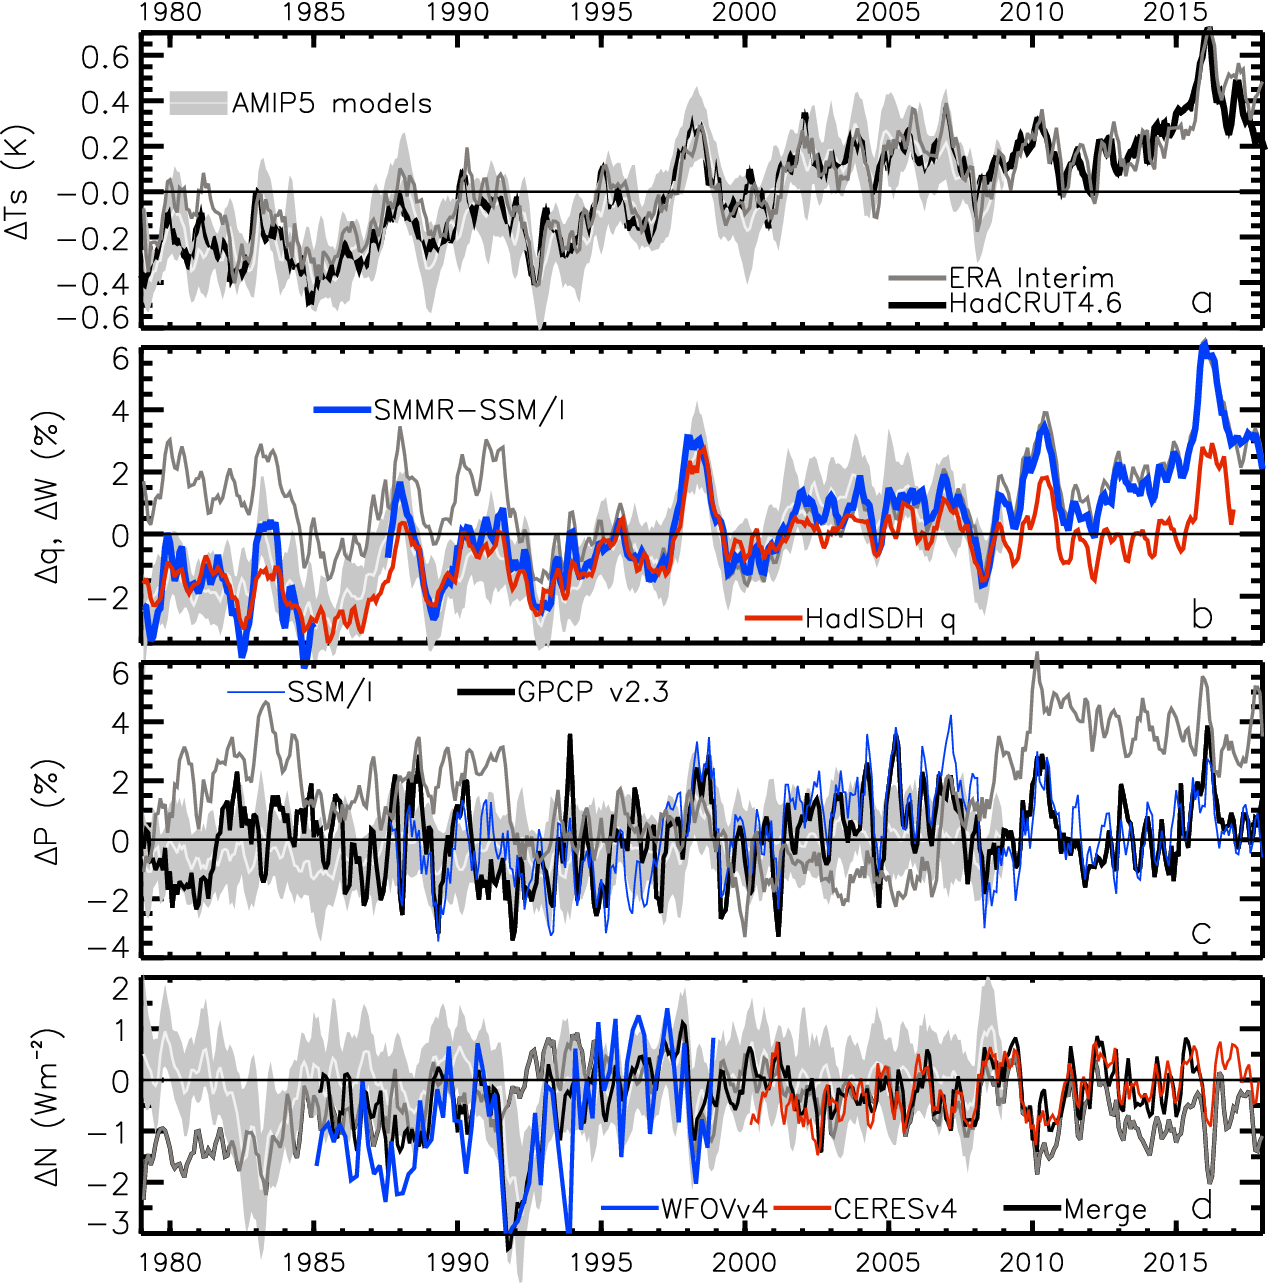 1980 1985 1990 1995 2000 2005 2010 2015
ΔTs (K)
0.6
0.4
0.2
−0.0
−0.2
−0.4
−0.6
AMIP5 models
ERA Interim
HadCRUT4.6
a
Δq, ΔW (%)
6
4
2
0
−2
SMMR−SSM/I
HadISDH q
b
ΔP (%)
6
4
2
0
−2
−4
SSM/I
GPCP v2.3
c
ΔN (Wm⁻²)
2
1
0
−1
−2
−3
WFOVv4 CERESv4 Merge
d
1980 1985 1990 1995 2000 2005 2010 2015